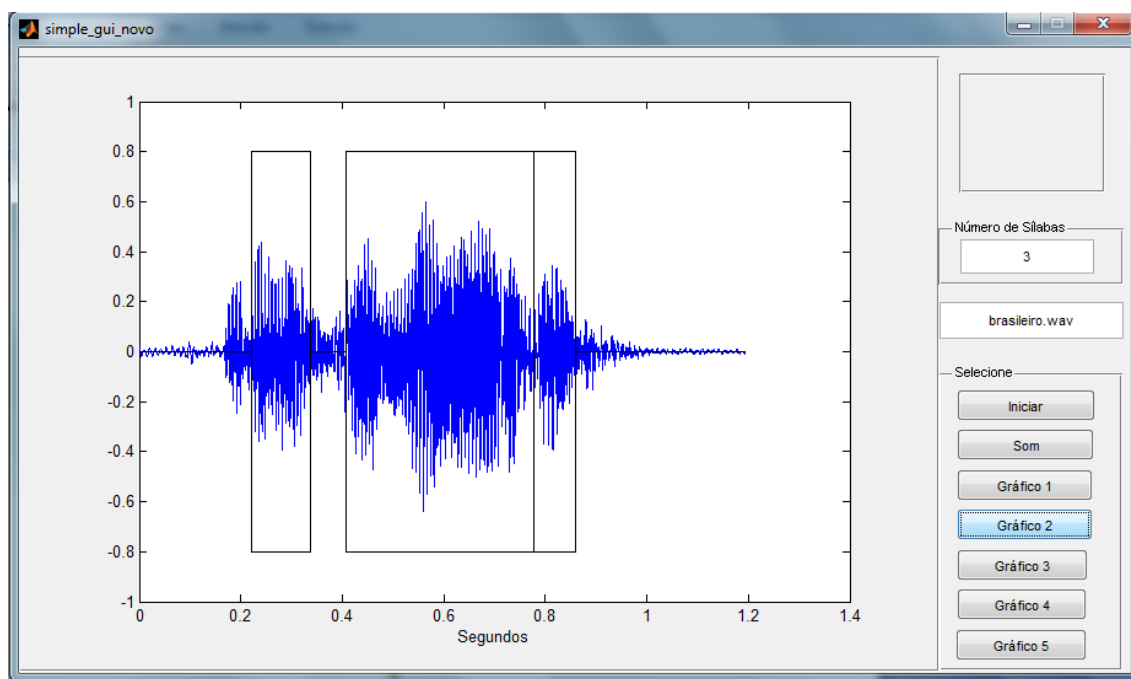 simple_gui_novo
1
0.8
0.6
0.4
0.2
0
-0.2
-0.4
-0.6
-0.8
-1
0 0.2 0.4 0.6 0.8 1 1.2 1.4
Segundos
Número de Sílabas
3
brasileiro.wav
Selecione
Iniciar
Som
Gráfico 1
Gráfico 2
Gráfico 3
Gráfico 4
Gráfico 5